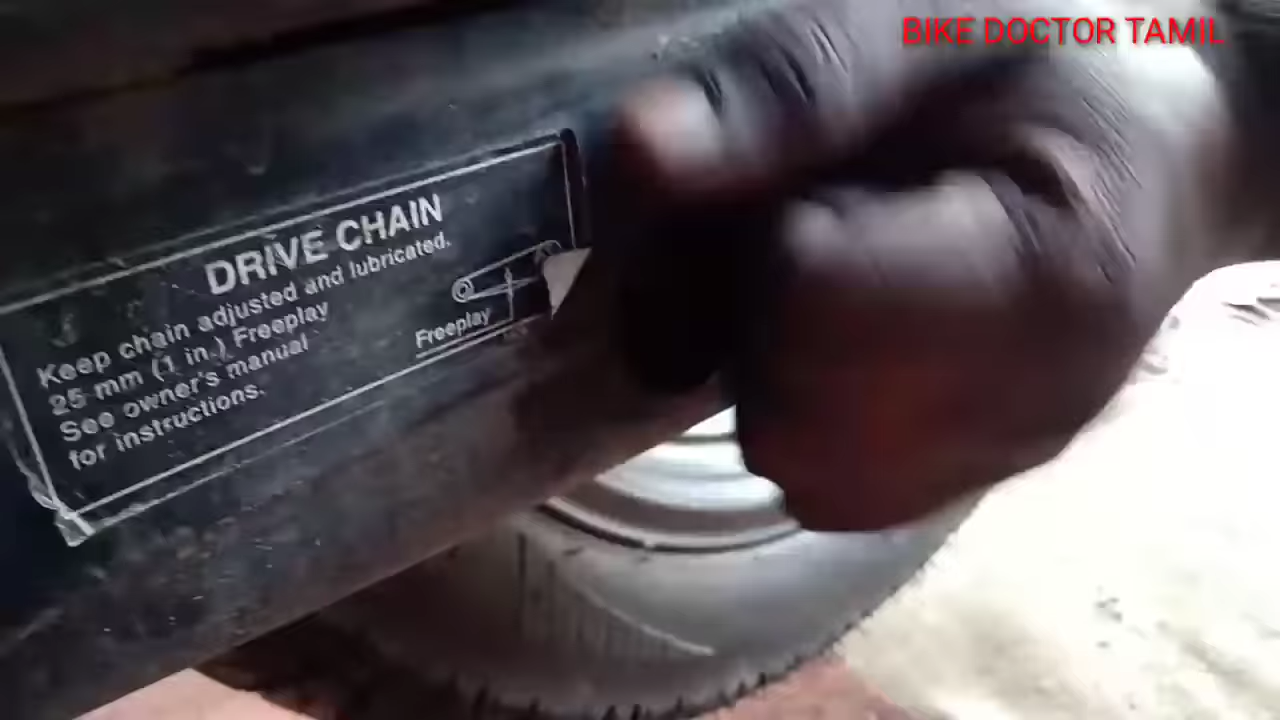 BIKE DOCTOR TAMIL
DRIVE CHAIN
Keep chain adjusted and lubricated.
25 mm (1 in.) Freeplay
See owner's manual
for instructions.
Freeplay